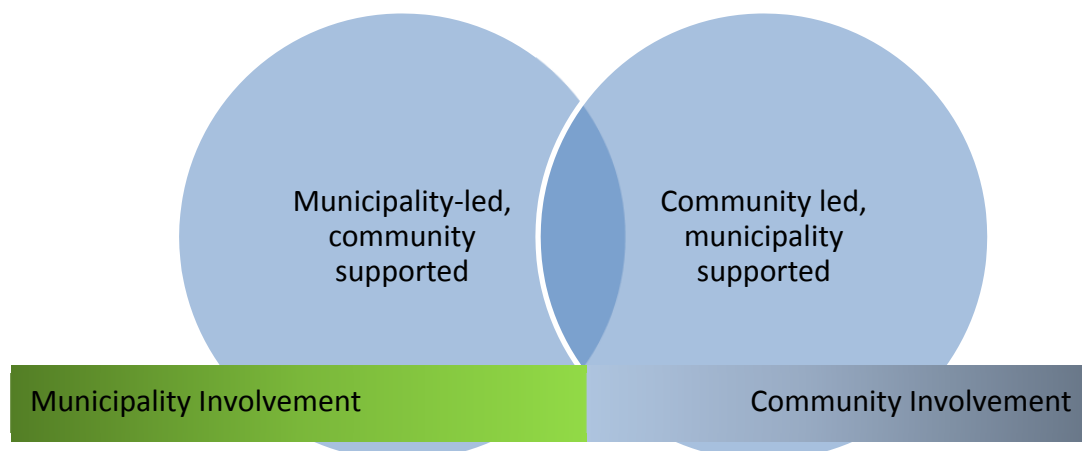 Municipality-led,
community
supported
Community led,
municipality
supported
Municipality Involvement
Community Involvement